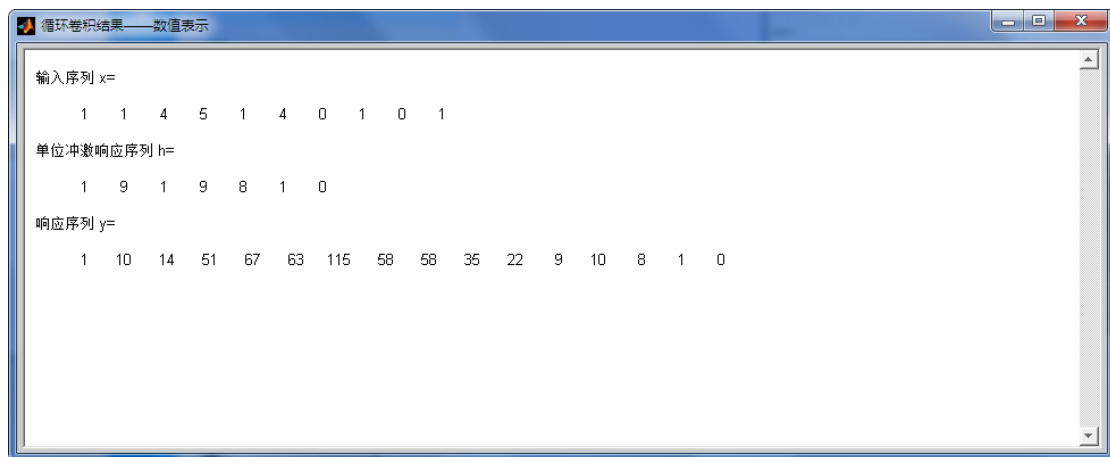 循环卷积结果——数值表示
输入序列 x=
1 1 4 5 1 4 0 1 0 1
单位冲激响应序列 h=
1 9 1 9 8 1 0
响应序列 y=
1 10 14 51 67 63 115 58 58 35 22 9 10 8 1 0